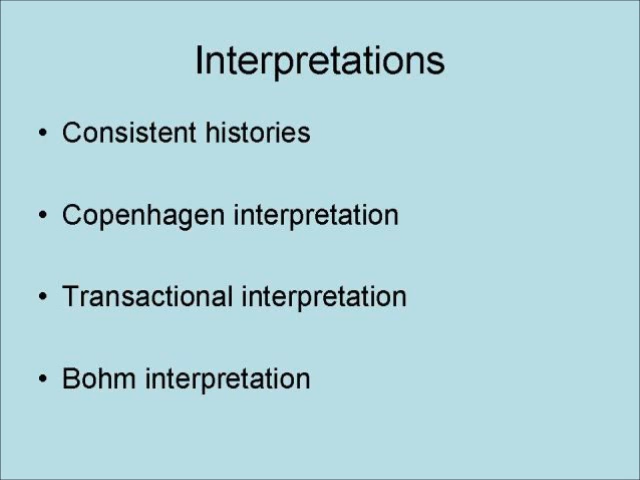 Interpretations
• Consistent histories
• Copenhagen interpretation
• Transactional interpretation
• Bohm interpretation